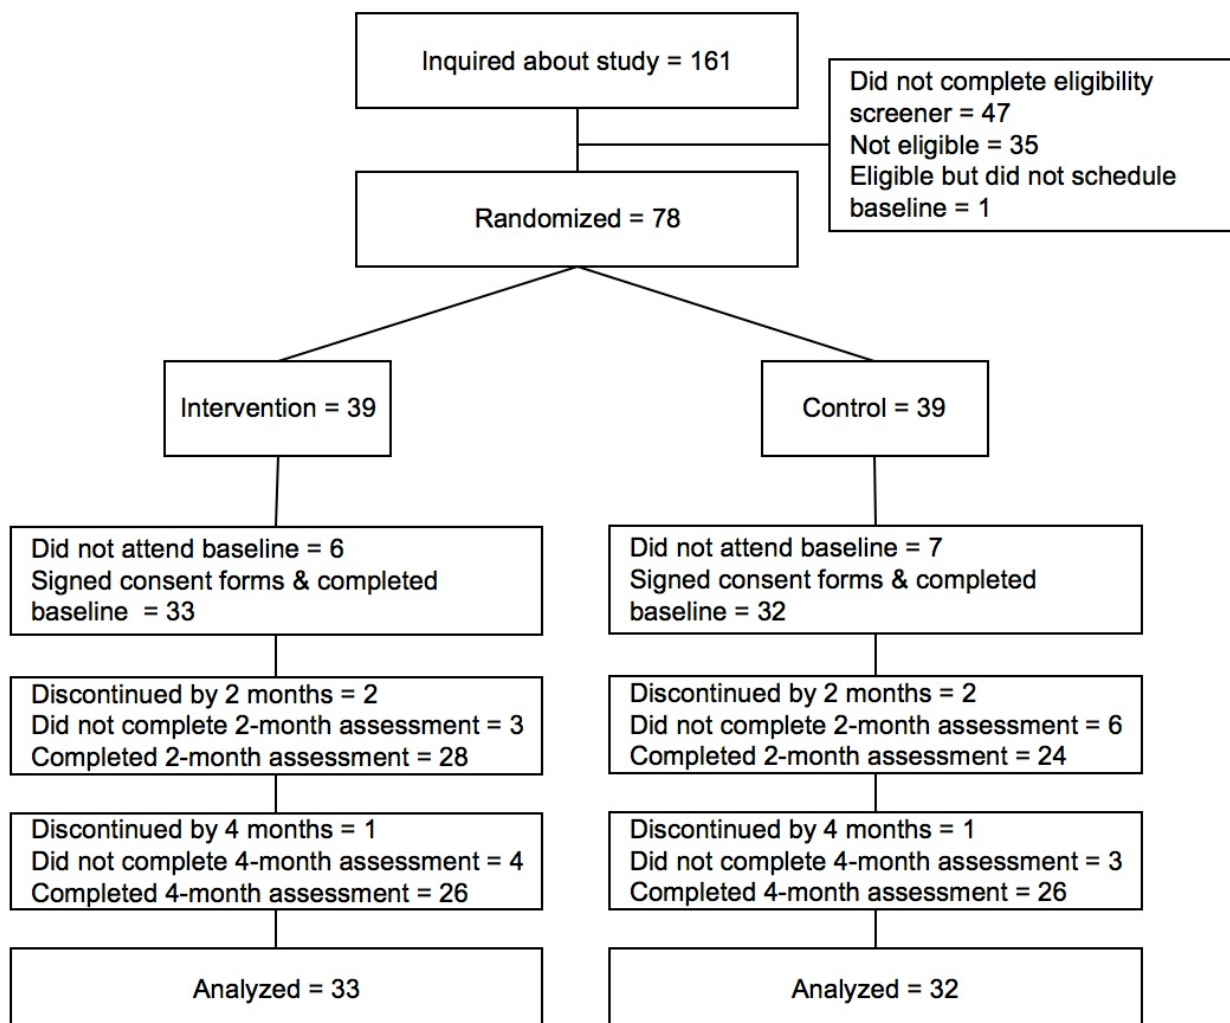 Inquired about study = 161
Did not complete eligibility
screener = 47
Not eligible = 35
Eligible but did not schedule
baseline = 1
Randomized = 78
Intervention = 39
Control = 39
Did not attend baseline = 6
Signed consent forms & completed
baseline  = 33
Did not attend baseline = 7
Signed consent forms & completed
baseline = 32
Discontinued by 2 months = 2
Did not complete 2-month assessment = 3
Completed 2-month assessment = 28
Discontinued by 2 months = 2
Did not complete 2-month assessment = 6
Completed 2-month assessment = 24
Discontinued by 4 months = 1
Did not complete 4-month assessment = 4
Completed 4-month assessment = 26
Discontinued by 4 months = 1
Did not complete 4-month assessment = 3
Completed 4-month assessment = 26
Analyzed = 33
Analyzed = 32